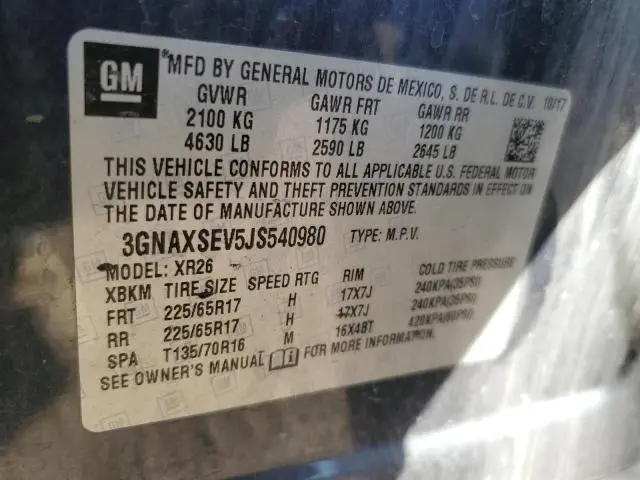 GM
MFD BY GENERAL MOTORS DE MEXICO, S. DE R.L. DE C.V. 10/17
GVWR GAWR FRT GAWR RR
2100 KG 1175 KG 1200 KG
4630 LB 2590 LB 2645 LB
THIS VEHICLE CONFORMS TO ALL APPLICABLE U.S. FEDERAL MOTOR
VEHICLE SAFETY AND THEFT PREVENTION STANDARDS IN EFFECT ON
THE DATE OF MANUFACTURE SHOWN ABOVE.
3GNAXSEV5JS540980 TYPE: M.P.V.
MODEL: XR26
XBKM TIRE SIZE SPEED RTG RIM COLD TIRE PRESSURE
FRT 225/65R17 H 17X7J 240KPA(35PSI)
RR 225/65R17 H 17X7J 240KPA(35PSI)
SPA T135/70R16 M 16X4BT 420KPA(60PSI)
SEE OWNER'S MANUAL FOR MORE INFORMATION.